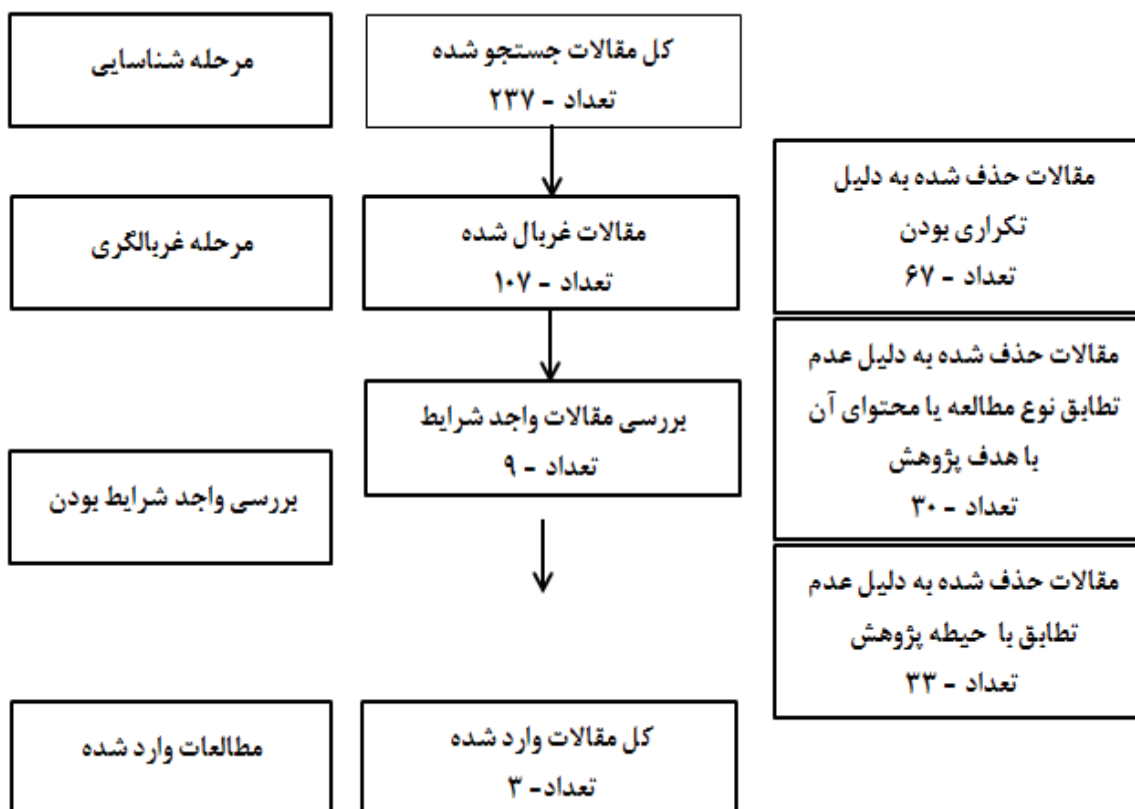 کل مقالات جستجو شده
تعداد - ۲۳۷
مرحله شناسایی
مقالات حذف شده به دلیل
تکراری بودن
تعداد - ۶۷
مقالات غربال شده
تعداد - ۱۰۷
مرحله غربالگری
مقالات حذف شده به دلیل عدم
تطابق نوع مطالعه یا محتوای آن
با هدف پژوهش
تعداد - ۳۰
بررسی مقالات واجد شرایط
تعداد - ۹
بررسی واجد شرایط بودن
مقالات حذف شده به دلیل عدم
تطابق با حیطه پژوهش
تعداد - ۳۳
کل مقالات وارد شده
تعداد- ۳
مطالعات وارد شده